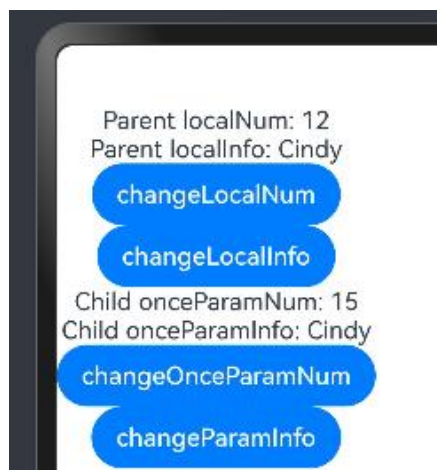 Parent localNum: 12
Parent localInfo: Cindy
changeLocalNum
changeLocalInfo
Child onceParamNum: 15
Child onceParamInfo: Cindy
changeOnceParamNum
changeParamInfo